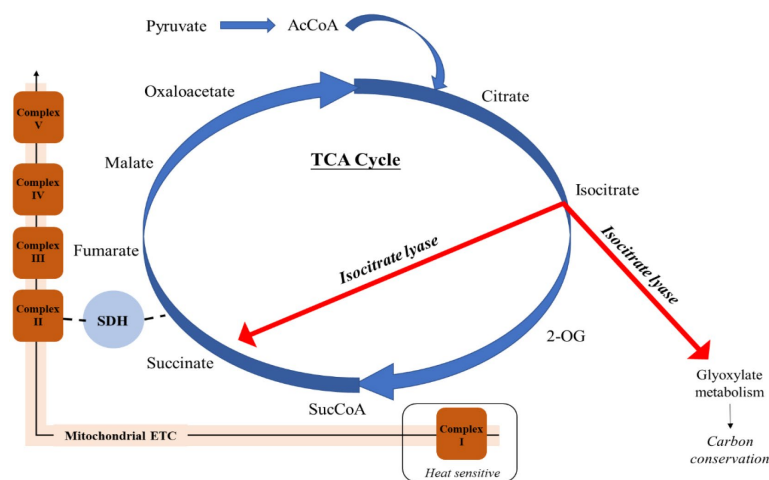 Pyruvate
AcCoA
Oxaloacetate
Citrate
Complex
V
TCA Cycle
Malate
Complex
IV
Isocitrate
Isocitrate lyase
Isocitrate lyase
Fumarate
Complex
III
Complex
II
SDH
2-OG
Succinate
Glyoxylate
metabolism
SucCoA
Mitochondrial ETC
Complex
I
Heat sensitive
Carbon
conservation